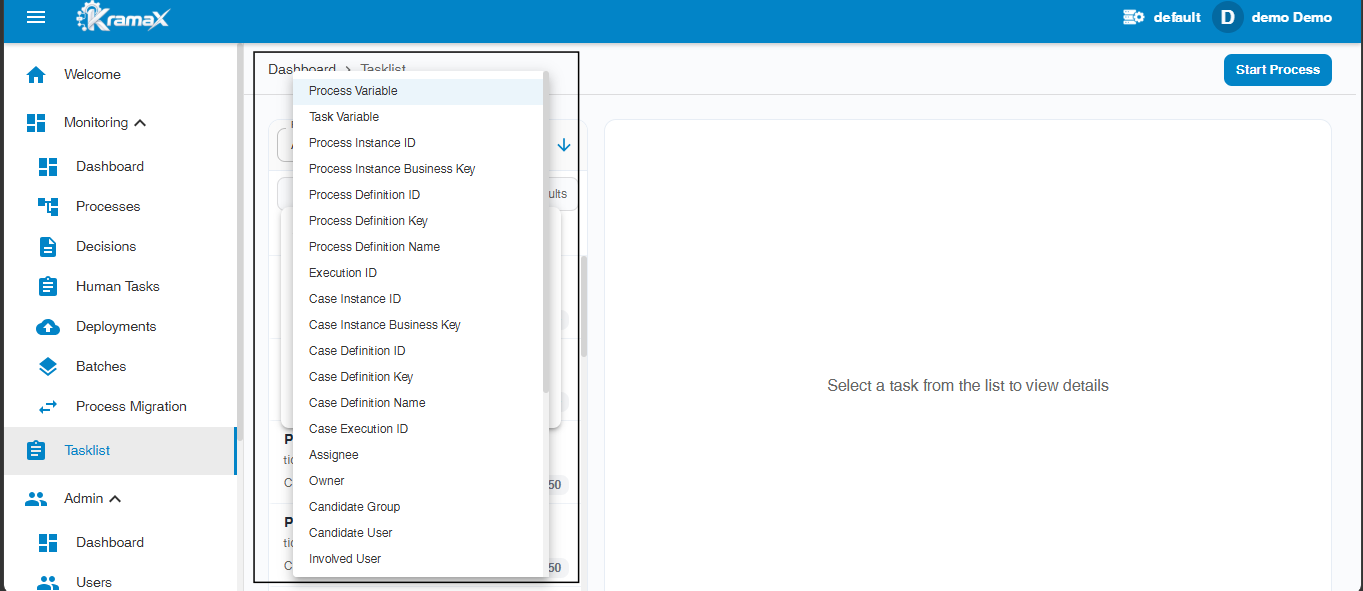 KramaX
default
D
demo Demo
Welcome
Monitoring
Dashboard
Processes
Decisions
Human Tasks
Deployments
Batches
Process Migration
Tasklist
Admin
Dashboard
Users
Dashboard > Tasklist
Start Process
Process Variable
Task Variable
Process Instance ID
Process Instance Business Key
Process Definition ID
Process Definition Key
Process Definition Name
Execution ID
Case Instance ID
Case Instance Business Key
Case Definition ID
Case Definition Key
Case Definition Name
Case Execution ID
Assignee
Owner
Candidate Group
Candidate User
Involved User
ults
P
tic
C
50
P
tic
C
50
Select a task from the list to view details